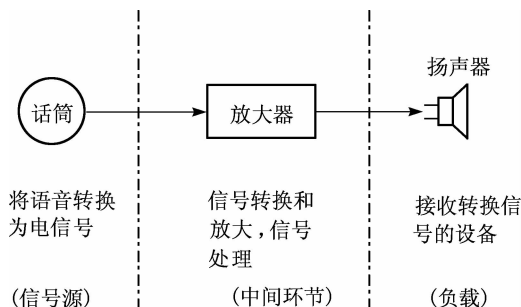 话筒
放大器
扬声器
将语音转换
为电信号
信号转换和
放大,信号
处理
接收转换信
号的设备
(信号源)
(中间环节)
(负载)